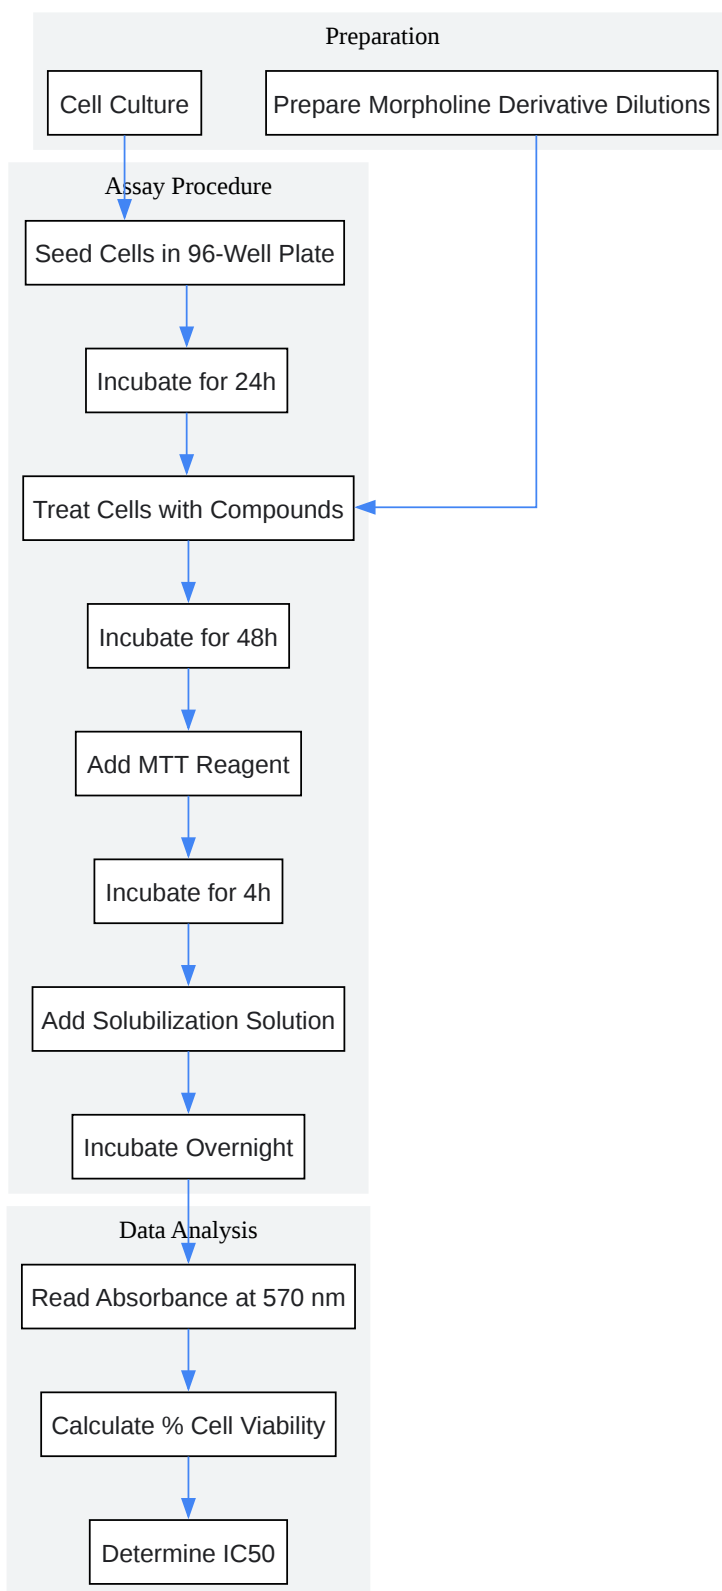 Preparation
Cell Culture
Prepare Morpholine Derivative Dilutions
Assay Procedure
Seed Cells in 96-Well Plate
Incubate for 24h
Treat Cells with Compounds
Incubate for 48h
Add MTT Reagent
Incubate for 4h
Add Solubilization Solution
Incubate Overnight
Data Analysis
Read Absorbance at 570 nm
Calculate % Cell Viability
Determine IC50